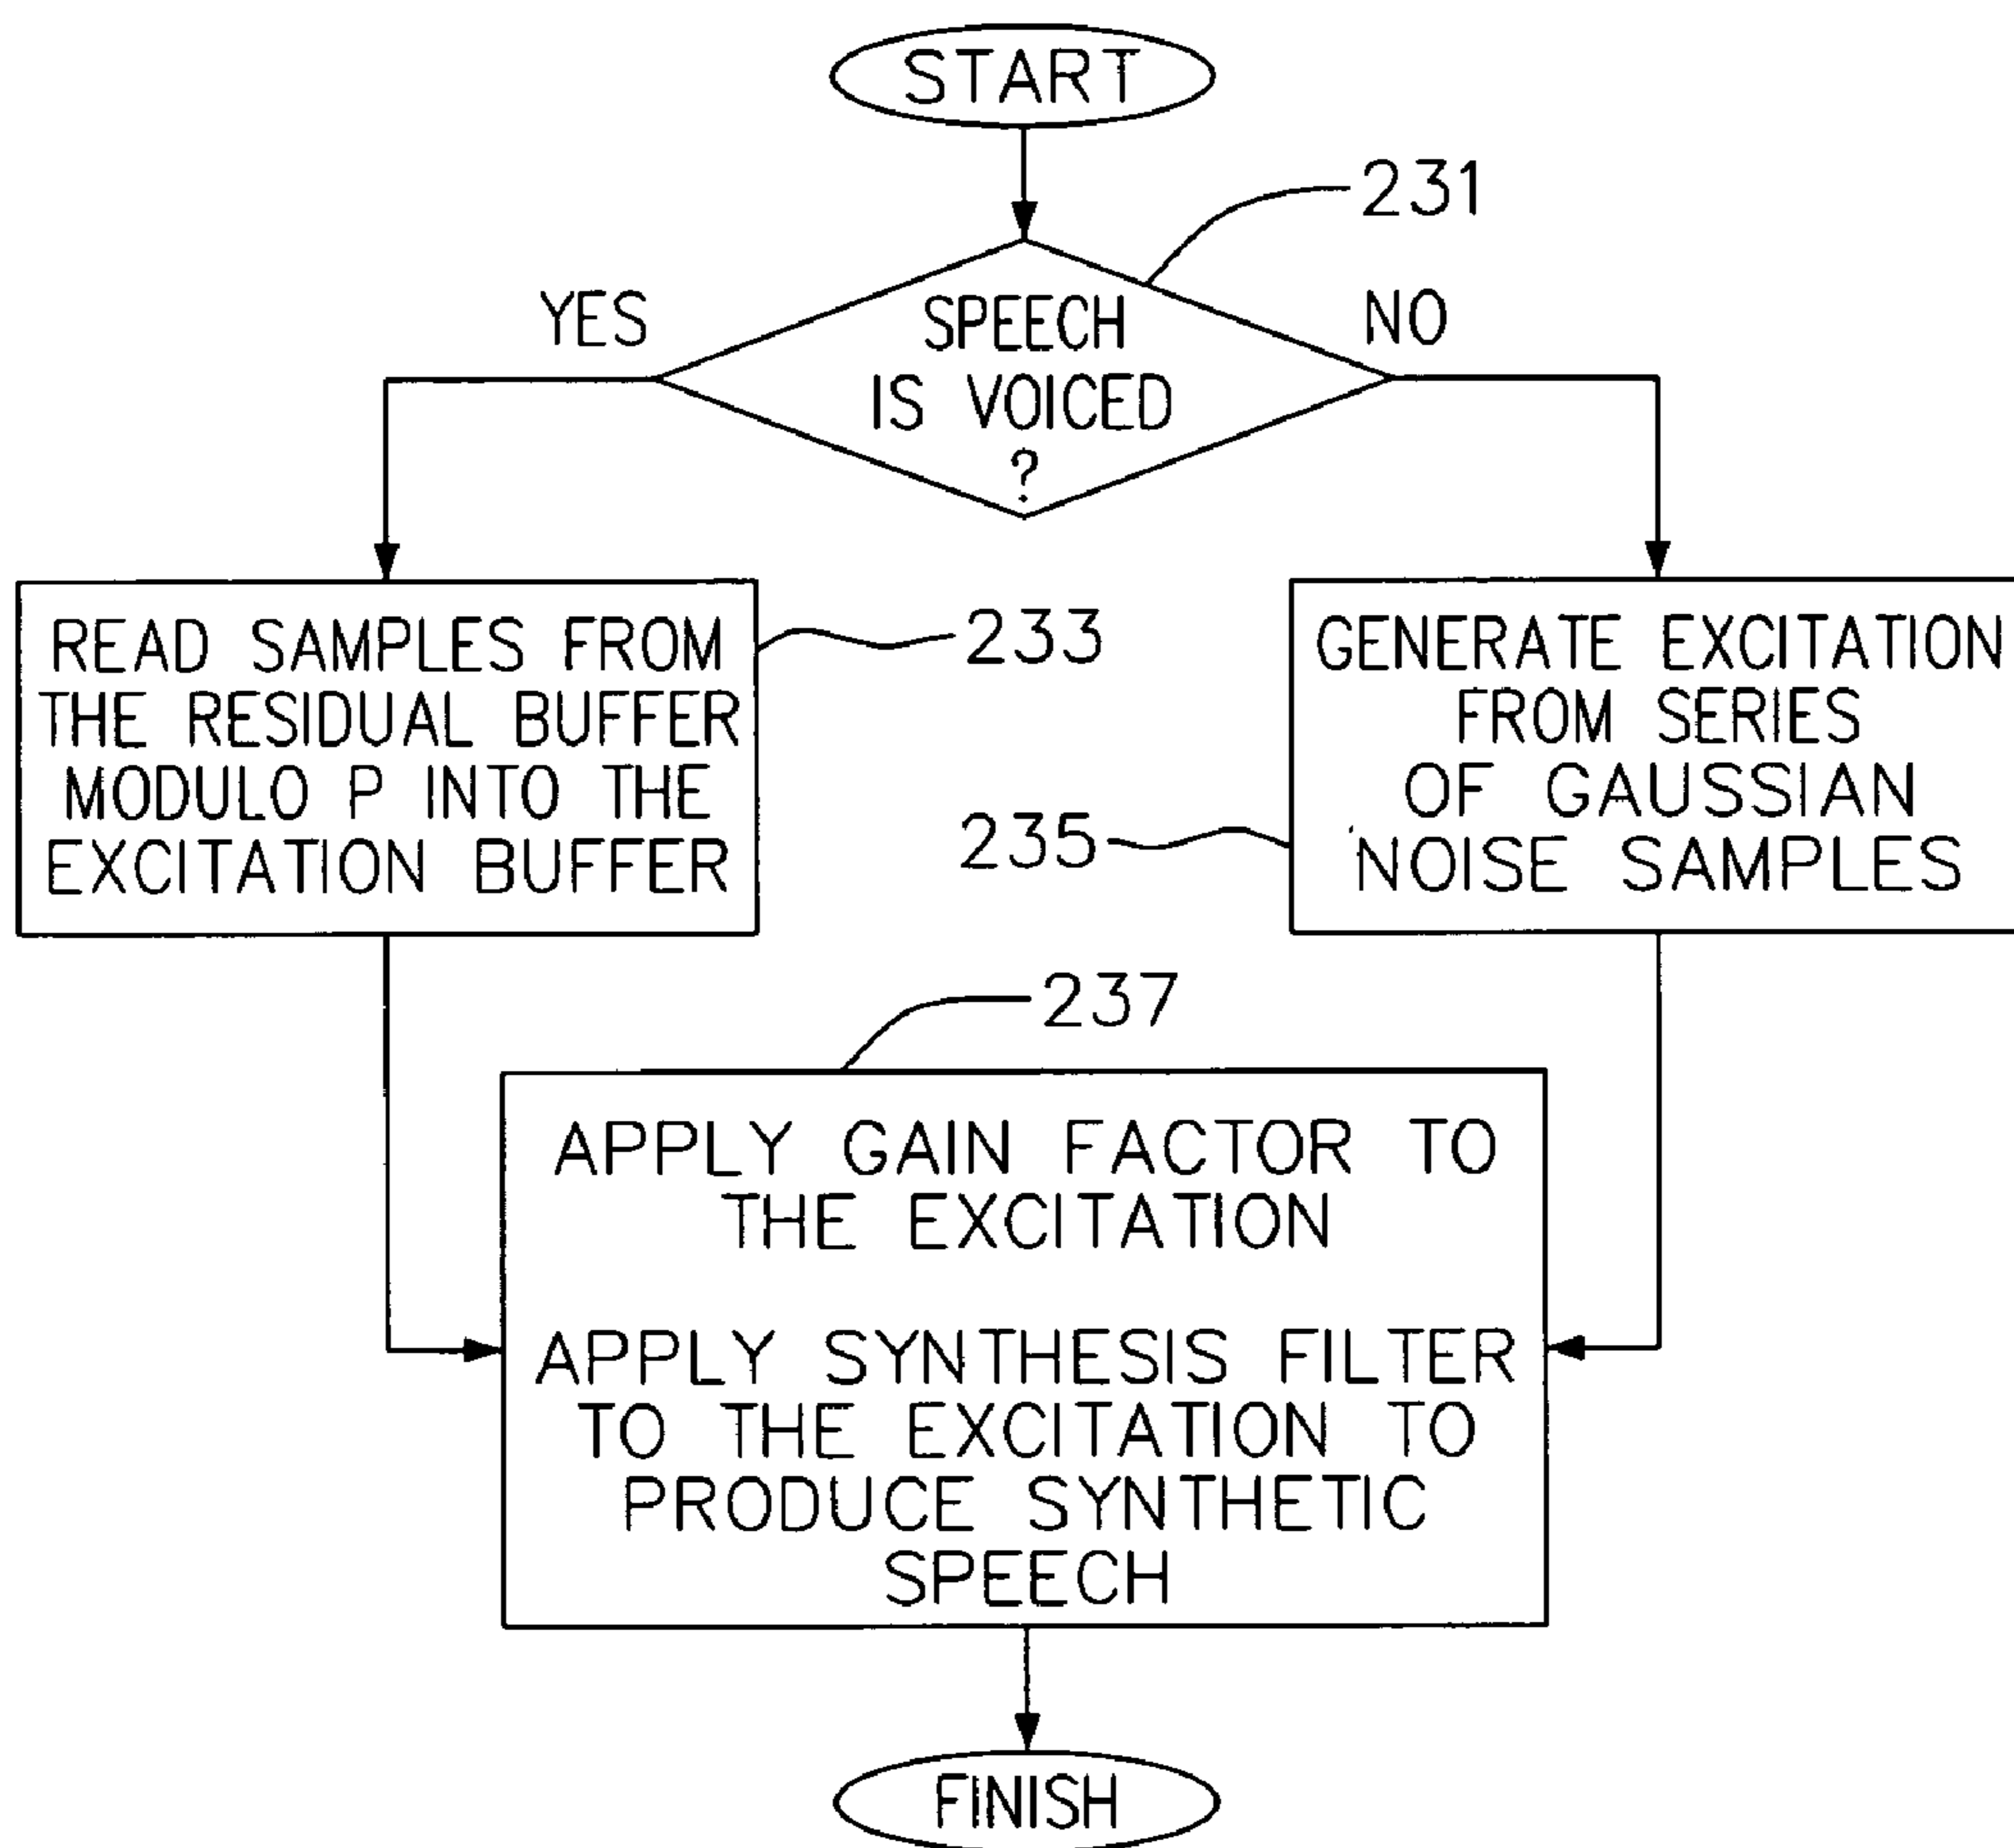 START
231
YES
NO
SPEECH
IS VOICED
?
READ SAMPLES FROM
THE RESIDUAL BUFFER
MODULO P INTO THE
EXCITATION BUFFER
233
GENERATE EXCITATION
FROM SERIES
OF GAUSSIAN
NOISE SAMPLES
235
237
APPLY GAIN FACTOR TO
THE EXCITATION
APPLY SYNTHESIS FILTER
TO THE EXCITATION TO
PRODUCE SYNTHETIC
SPEECH
FINISH